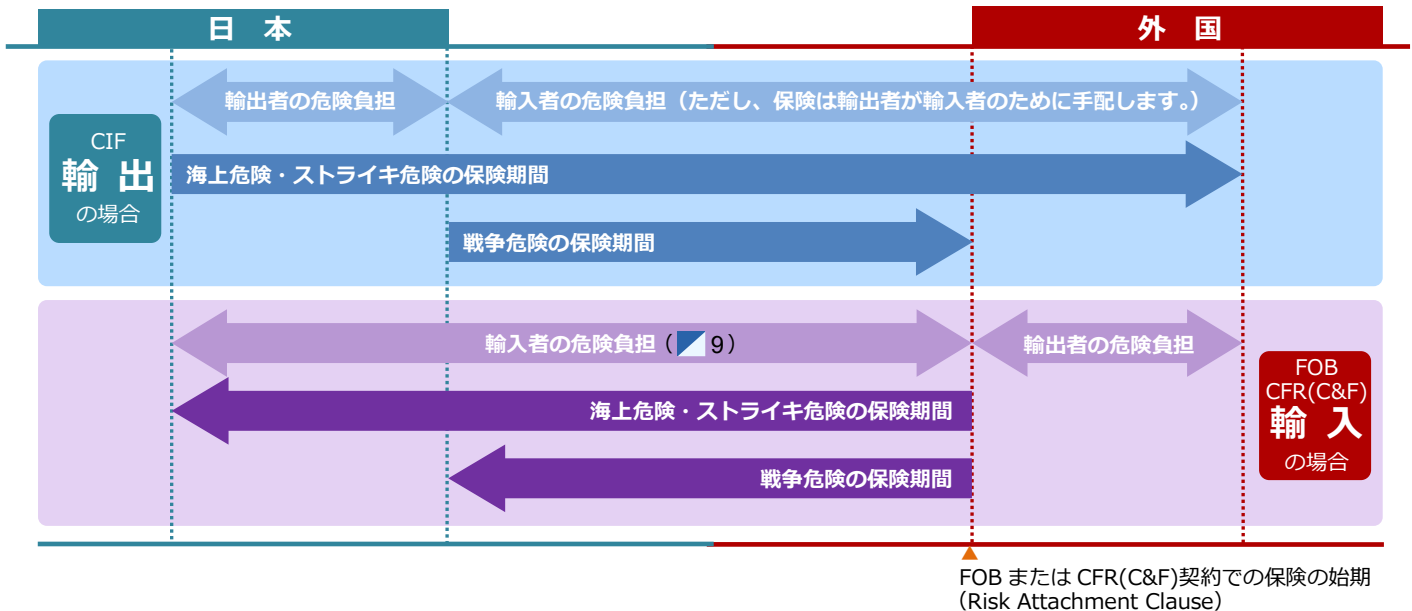 日 本
外 国
輸出者の危険負担
輸入者の危険負担（ただし、保険は輸出者が輸入者のために手配します。）
CIF
輸 出
の場合
海上危険・ストライキ危険の保険期間
戦争危険の保険期間
輸入者の危険負担（ 9）
輸出者の危険負担
FOB
CFR(C&F)
輸 入
の場合
海上危険・ストライキ危険の保険期間
戦争危険の保険期間
FOB または CFR(C&F)契約での保険の始期
（Risk Attachment Clause）